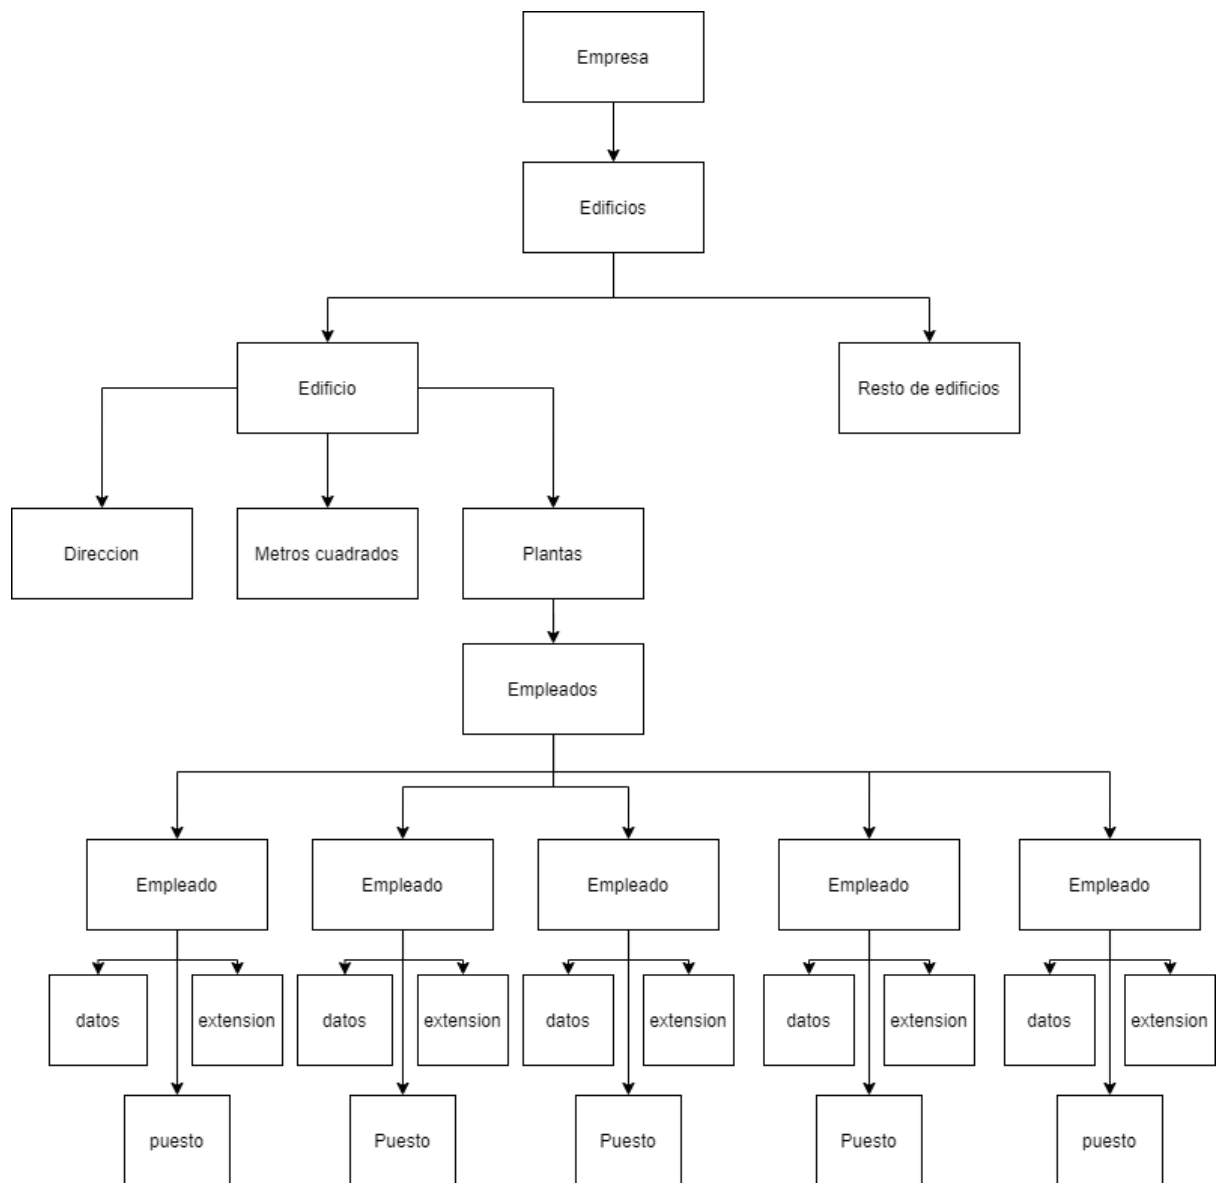 Empresa
Edificios
Edificio
Resto de edificios
Direccion
Metros cuadrados
Plantas
Empleados
Empleado
Empleado
Empleado
Empleado
Empleado
datos
extension
datos
extension
datos
extension
datos
extension
datos
extension
puesto
Puesto
Puesto
Puesto
puesto